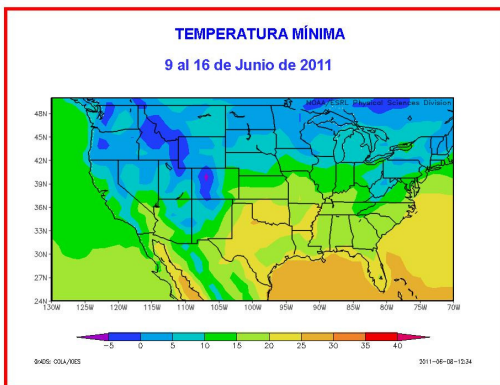 TEMPERATURA MÍNIMA
9 al 16 de Junio de 2011
NOAA/ESRL Physical Sciences Division
48N
45N
42N
39N
36N
33N
30N
27N
24N
130W 125W 120W 115W 110W 105W 100W 95W 90W 85W 80W 75W 70W
-5 0 5 10 15 20 25 30 35 40
GrADS: COLA/IGES 2011-06-08-12:34